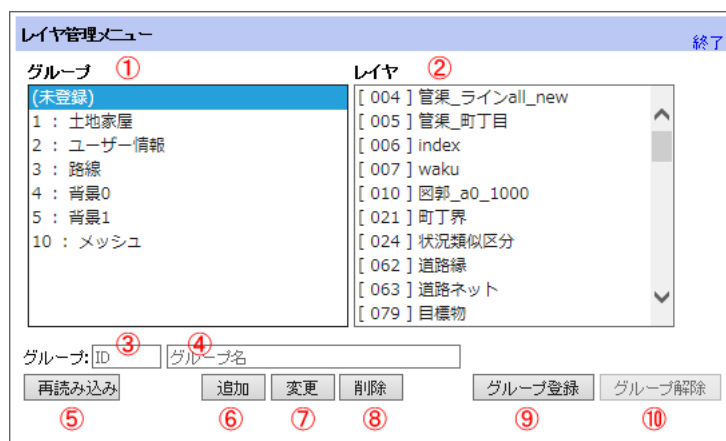 レイヤ管理メニュー
終了
グループ ①
レイヤ ②
(未登録)
1 : 土地家屋
2 : ユーザー情報
3 : 路線
4 : 背景0
5 : 背景1
10 : メッシュ
[ 004 ] 管渠_ラインall_new
[ 005 ] 管渠_町丁目
[ 006 ] index
[ 007 ] waku
[ 010 ] 図郭_a0_1000
[ 021 ] 町丁界
[ 024 ] 状況類似区分
[ 062 ] 道路縁
[ 063 ] 道路ネット
[ 079 ] 目標物
グループ: ID ③ グループ名 ④
再読み込み 追加 変更 削除 グループ登録 グループ解除
⑤ ⑥ ⑦ ⑧ ⑨ ⑩